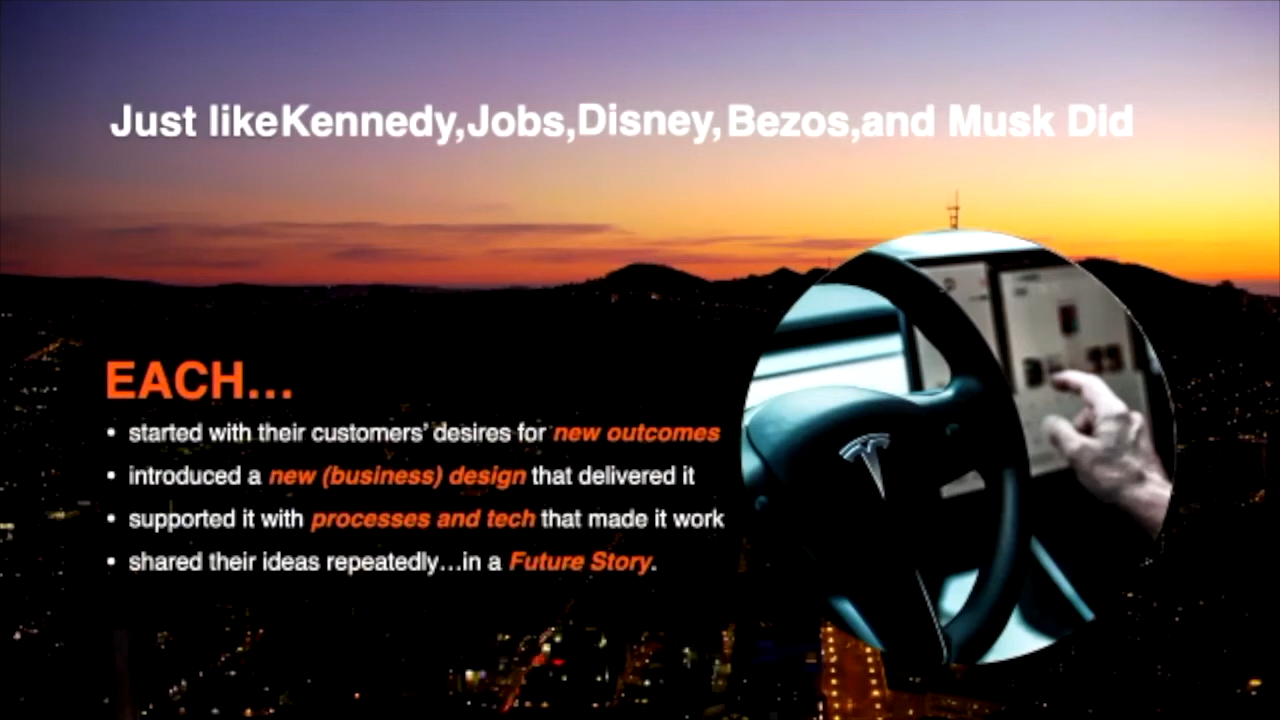 Just like Kennedy, Jobs, Disney, Bezos, and Musk Did
EACH...
• started with their customers' desires for new outcomes
• introduced a new (business) design that delivered it
• supported it with processes and tech that made it work
• shared their ideas repeatedly...in a Future Story.